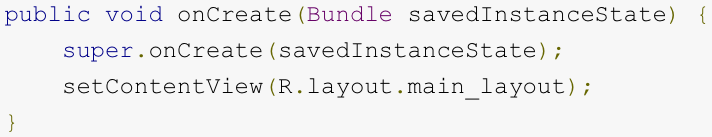 public void onCreate(Bundle savedInstanceState) {
    super.onCreate(savedInstanceState);
    setContentView(R.layout.main_layout);
}